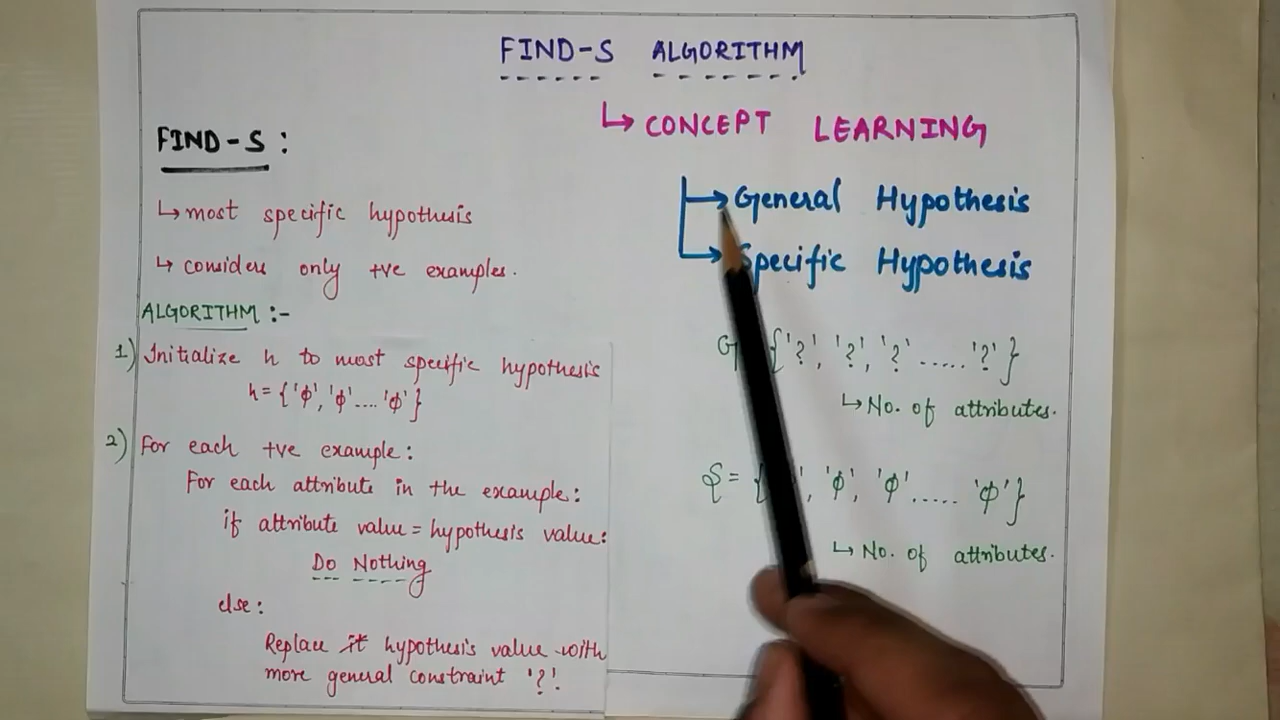 FIND-S ALGORITHM
↳ CONCEPT LEARNING
FIND-S :
↳ most specific hypothesis
↳ considers only +ve examples.
ALGORITHM :-
1) Initialize h to most specific hypothesis
h = {'ϕ', 'ϕ' .... 'ϕ'}
2) For each +ve example :
For each attribute in the example :
if attribute value = hypothesis value :
Do Nothing
else :
Replace it hypothesis value with
more general constraint '?'.
→ General Hypothesis
→ Specific Hypothesis
G {'?', '?', '?' ..... '?'}
↳ No. of attributes.
S = { ', 'ϕ', 'ϕ' ..... 'ϕ'}
↳ No. of attributes.